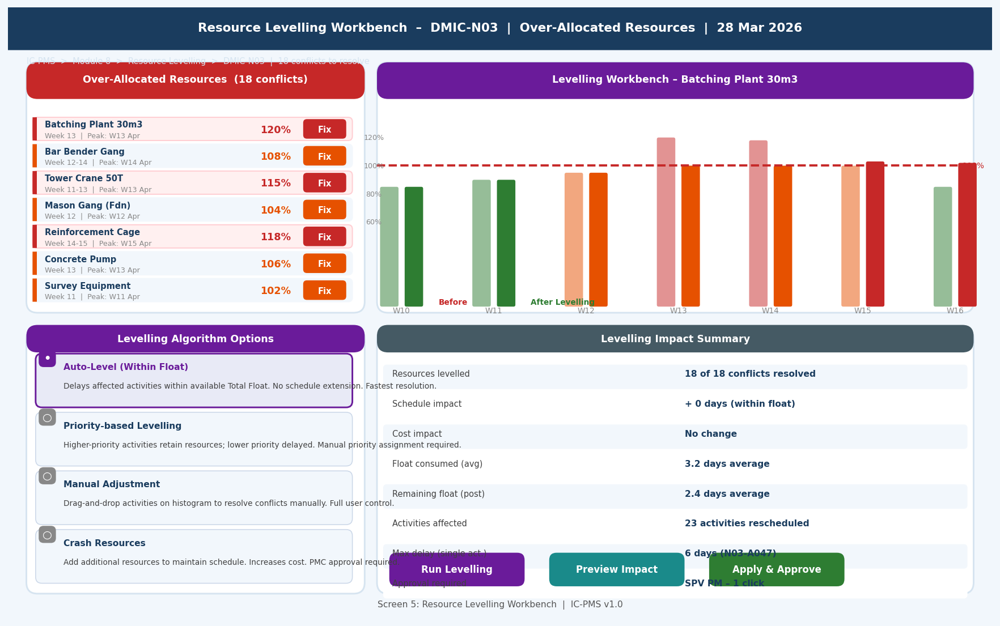 Resource Levelling Workbench – DMIC-N03 | Over-Allocated Resources | 28 Mar 2026
IC-PMS > Module 8 > Resource Levelling > DMIC-N03 | 18 conflicts to resolve
Over-Allocated Resources (18 conflicts)
Batching Plant 30m3
Week 13 | Peak: W13 Apr
120%
Fix
Bar Bender Gang
Week 12-14 | Peak: W14 Apr
108%
Fix
Tower Crane 50T
Week 11-13 | Peak: W13 Apr
115%
Fix
Mason Gang (Fdn)
Week 12 | Peak: W12 Apr
104%
Fix
Reinforcement Cage
Week 14-15 | Peak: W15 Apr
118%
Fix
Concrete Pump
Week 13 | Peak: W13 Apr
106%
Fix
Survey Equipment
Week 11 | Peak: W11 Apr
102%
Fix
Levelling Workbench – Batching Plant 30m3
120%
100%
100%
80%
60%
Before
After Levelling
W10
W11
W12
W13
W14
W15
W16
Levelling Algorithm Options
Auto-Level (Within Float)
Delays affected activities within available Total Float. No schedule extension. Fastest resolution.
Priority-based Levelling
Higher-priority activities retain resources; lower priority delayed. Manual priority assignment required.
Manual Adjustment
Drag-and-drop activities on histogram to resolve conflicts manually. Full user control.
Crash Resources
Add additional resources to maintain schedule. Increases cost. PMC approval required.
Levelling Impact Summary
Resources levelled
18 of 18 conflicts resolved
Schedule impact
+ 0 days (within float)
Cost impact
No change
Float consumed (avg)
3.2 days average
Remaining float (post)
2.4 days average
Activities affected
23 activities rescheduled
Max delay (single act.)
6 days (N03-A047)
Run Levelling
Preview Impact
Apply & Approve
Approval required
SPV PM – 1 click
Screen 5: Resource Levelling Workbench | IC-PMS v1.0